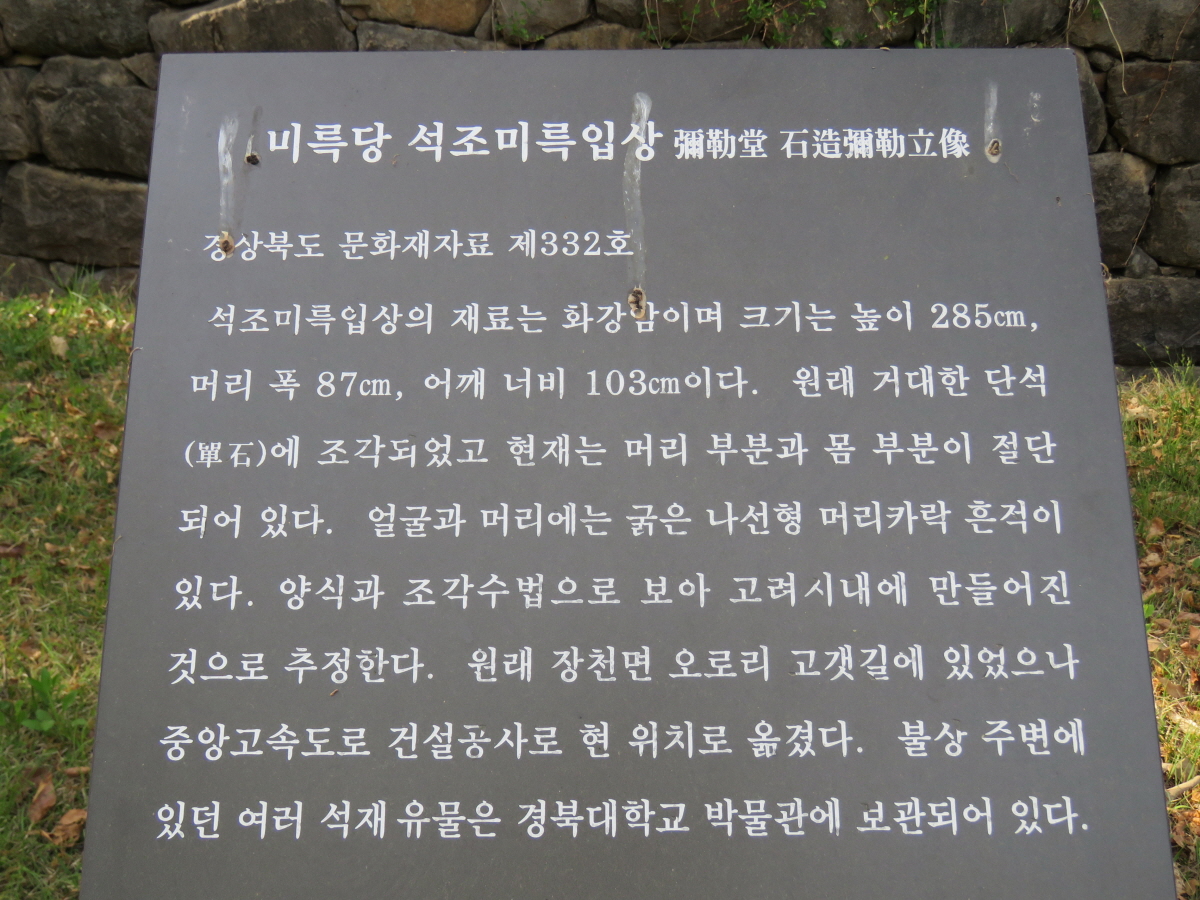 미륵당 석조미륵입상 彌勒堂 石造彌勒立像
경상북도 문화재자료 제332호
석조미륵입상의 재료는 화강암이며 크기는 높이 285cm,
머리 폭 87cm, 어깨 너비 103cm이다. 원래 거대한 단석
(單石)에 조각되었고 현재는 머리 부분과 몸 부분이 절단
되어 있다. 얼굴과 머리에는 굵은 나선형 머리카락 흔적이
있다. 양식과 조각수법으로 보아 고려시내에 만들어진
것으로 추정한다. 원래 장천면 오로리 고갯길에 있었으나
중앙고속도로 건설공사로 현 위치로 옮겼다. 불상 주변에
있던 여러 석재 유물은 경북대학교 박물관에 보관되어 있다.